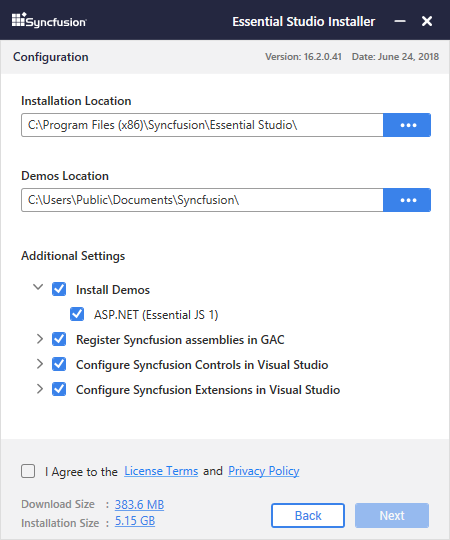 Syncfusion® Essential Studio Installer
Configuration Version: 16.2.0.41 Date: June 24, 2018
Installation Location
C:\Program Files (x86)\Syncfusion\Essential Studio\
Demos Location
C:\Users\Public\Documents\Syncfusion\
Additional Settings
Install Demos
ASP.NET (Essential JS 1)
Register Syncfusion assemblies in GAC
Configure Syncfusion Controls in Visual Studio
Configure Syncfusion Extensions in Visual Studio
I Agree to the License Terms and Privacy Policy
Download Size : 383.6 MB
Installation Size : 5.15 GB
Back Next